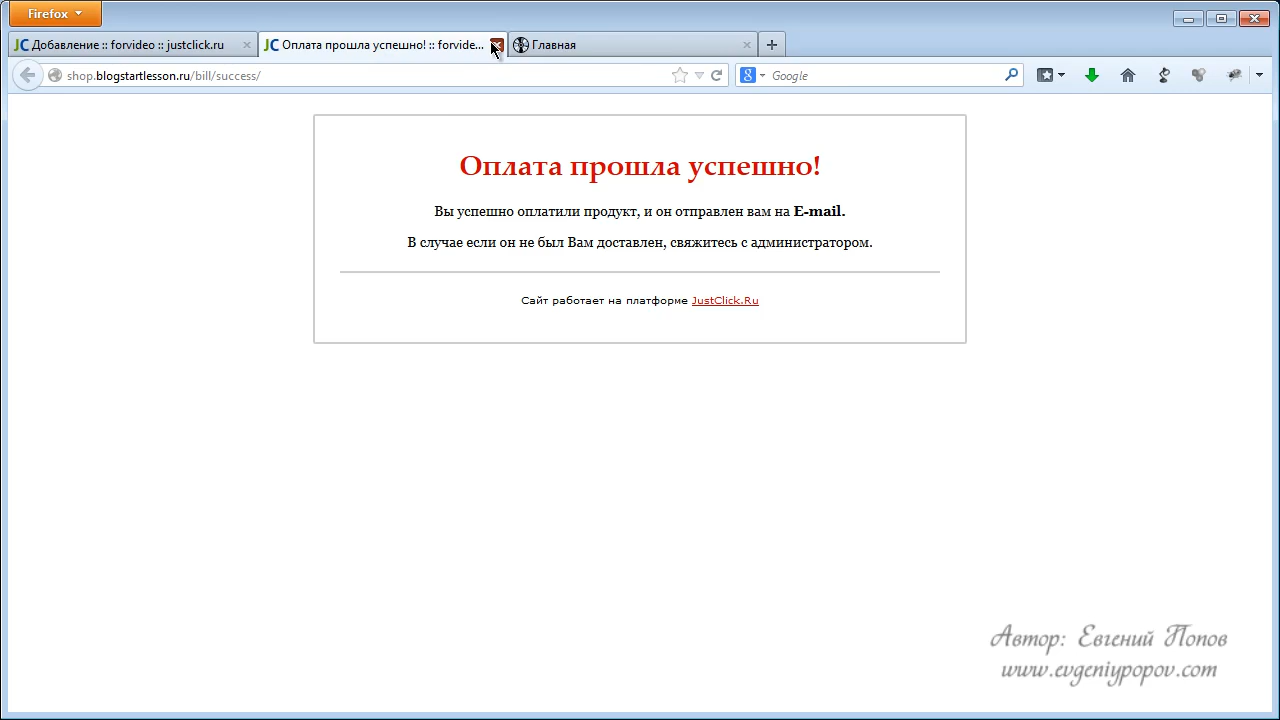 Firefox
Добавление :: forvideo :: justclick.ru
Оплата прошла успешно! :: forvide...
Главная
shop.blogstartlesson.ru/bill/success/
Google
Оплата прошла успешно!
Вы успешно оплатили продукт, и он отправлен вам на E-mail.
В случае если он не был Вам доставлен, свяжитесь с администратором.
Сайт работает на платформе JustClick.Ru
Автор: Евгений Попов
www.evgeniypopov.com